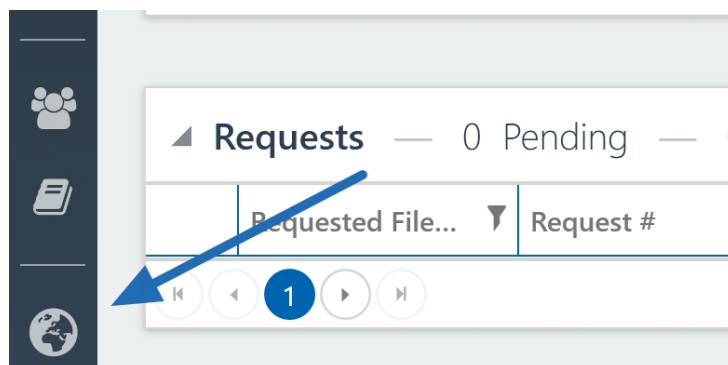 Requests — 0 Pending —
Requested File... Request #
1